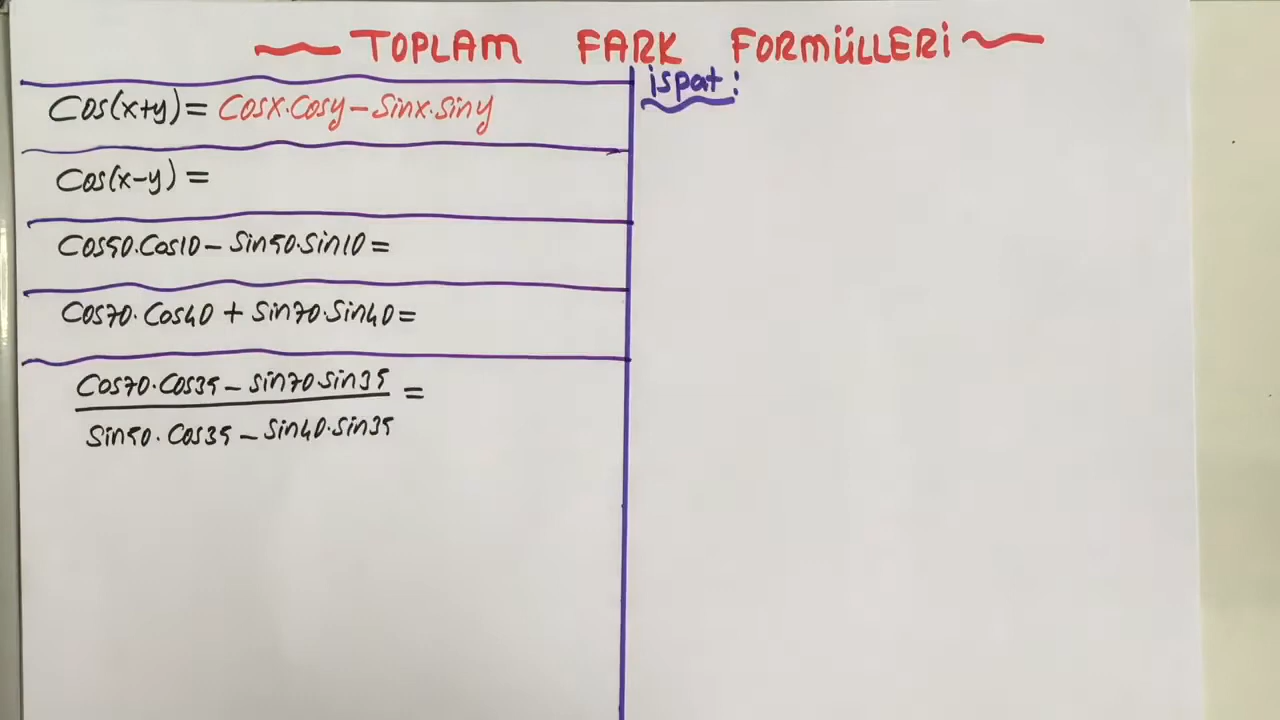 TOPLAM FARK FORMÜLLERİ
Cos(x+y) = Cosx.Cosy - Sinx.Siny
Cos(x-y) =
Cos50.Cos10 - Sin50.Sin10 =
Cos70.Cos40 + Sin70.Sin40 =
Cos70.Cos35 - Sin70.Sin35 =
Sin50.Cos35 - Sin40.Sin35
ispat: